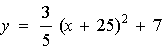 y = 3/5 (x + 25)² + 7